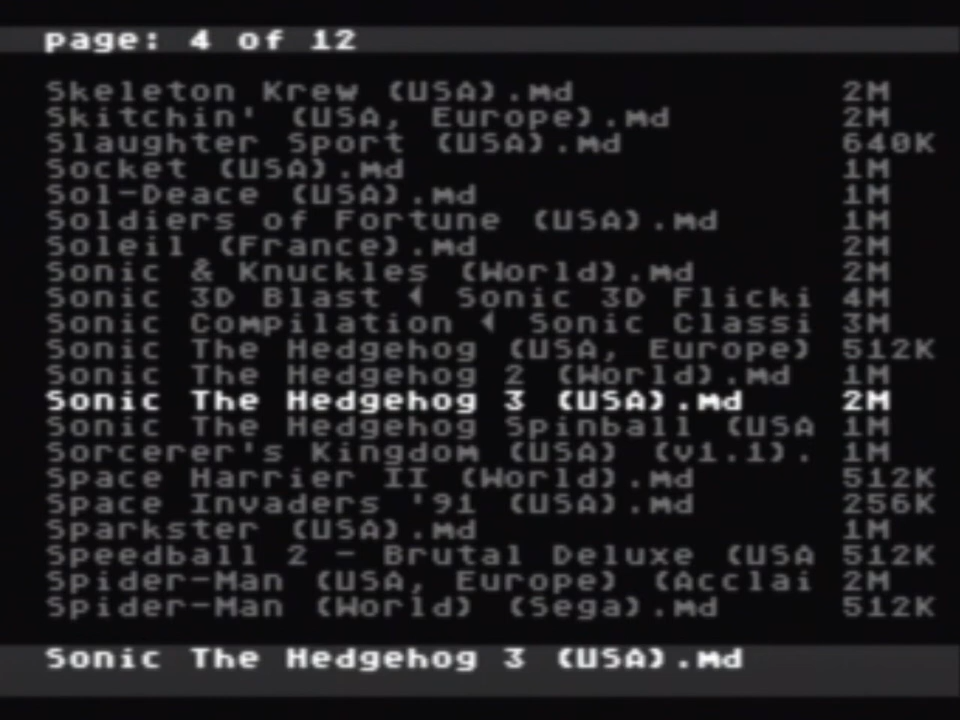 page: 4 of 12
Skeleton Krew (USA).md 2M
Skitchin' (USA, Europe).md 2M
Slaughter Sport (USA).md 640K
Socket (USA).md 1M
Sol-Deace (USA).md 1M
Soldiers of Fortune (USA).md 1M
Soleil (France).md 2M
Sonic & Knuckles (World).md 2M
Sonic 3D Blast ◀ Sonic 3D Flicki 4M
Sonic Compilation ◀ Sonic Classi 3M
Sonic The Hedgehog (USA, Europe) 512K
Sonic The Hedgehog 2 (World).md 1M
Sonic The Hedgehog 3 (USA).md 2M
Sonic The Hedgehog Spinball (USA 1M
Sorcerer's Kingdom (USA) (v1.1). 1M
Space Harrier II (World).md 512K
Space Invaders '91 (USA).md 256K
Sparkster (USA).md 1M
Speedball 2 - Brutal Deluxe (USA 512K
Spider-Man (USA, Europe) (Acclai 2M
Spider-Man (World) (Sega).md 512K
Sonic The Hedgehog 3 (USA).md